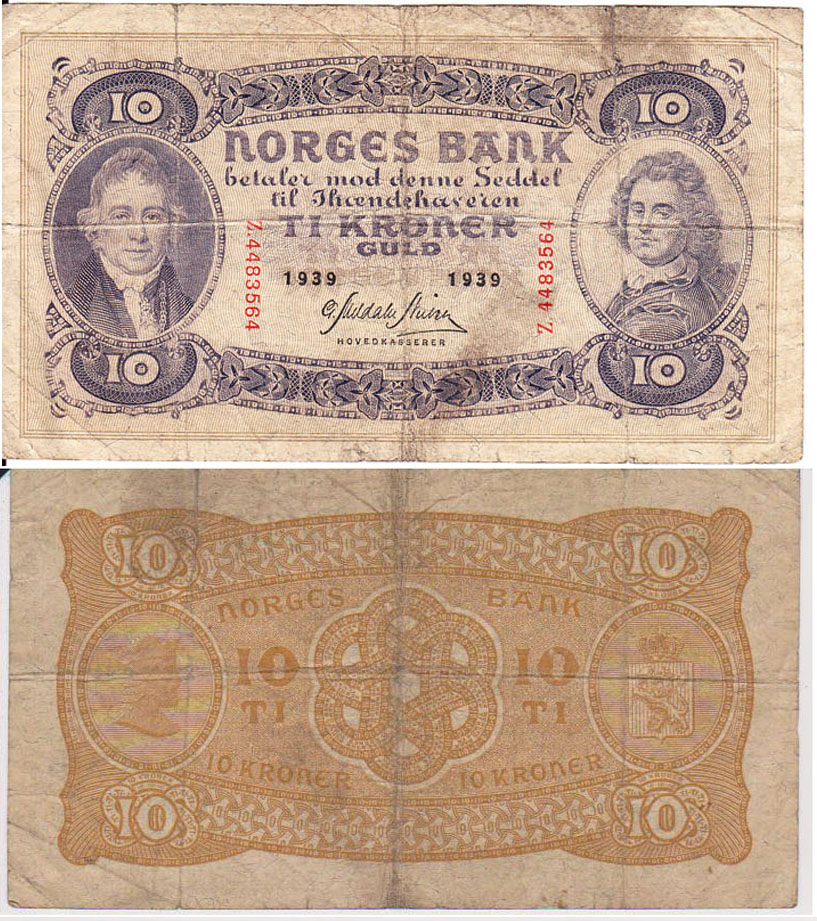 10 10
NORGES BANK
betaler mod denne Seddel
til Ihændehaveren
TI KRONER
GULD
Z.4483564 Z.4483564
1939 1939
HOVEDKASSERER
10 10
10 10
NORGES BANK
10 10
TI TI
10 KRONER 10 KRONER
10 10